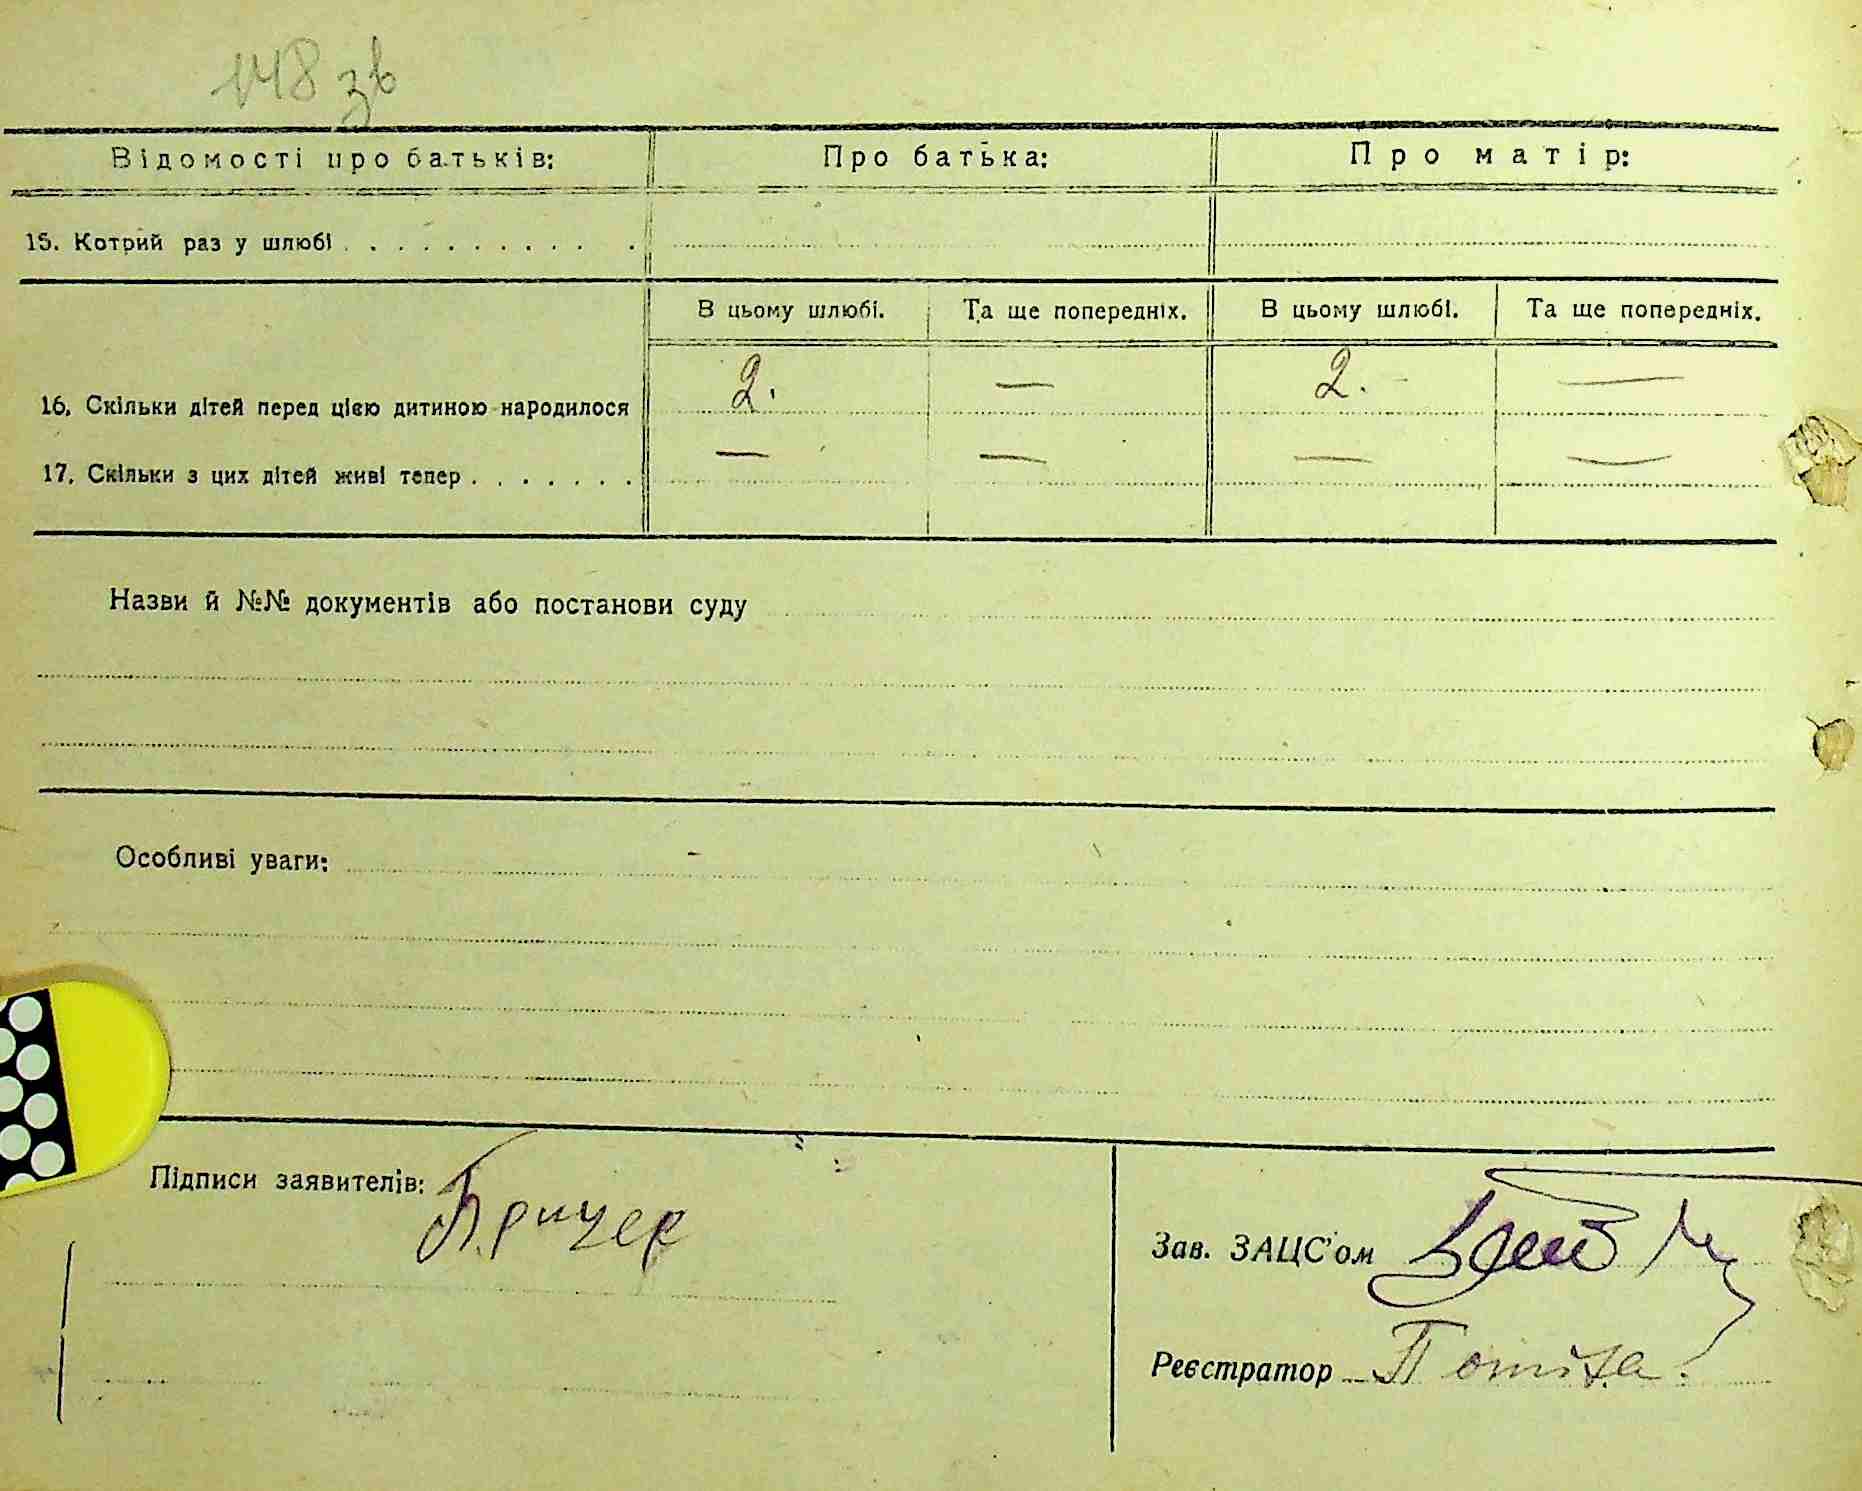 148 зв
Відомості про батьків: Про батька: Про матір:
15. Котрий раз у шлюбі . . . . . . . . . . .
В цьому шлюбі. Та ще попередніх. В цьому шлюбі. Та ще попередніх.
16. Скільки дітей перед цією дитиною народилося 2. — 2. —
17. Скільки з цих дітей живі тепер . . . . . . . — — — —
Назви й №№ документів або постанови суду
Особливі уваги: -
Підписи заявителів:
Зав. ЗАЦС'ом
Реєстратор